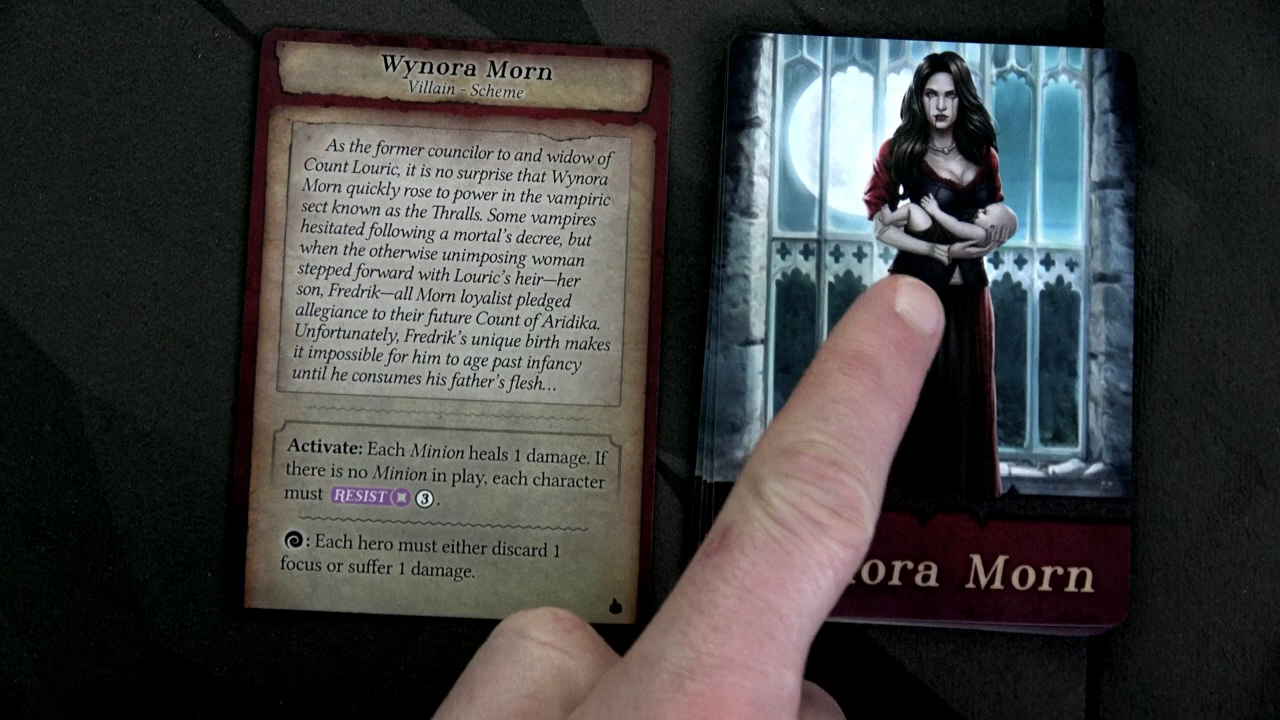 Wynora Morn
Villain - Scheme
As the former councilor to and widow of
Count Louric, it is no surprise that Wynora
Morn quickly rose to power in the vampiric
sect known as the Thralls. Some vampires
hesitated following a mortal's decree, but
when the otherwise unimposing woman
stepped forward with Louric's heir—her
son, Fredrik—all Morn loyalist pledged
allegiance to their future Count of Aridika.
Unfortunately, Fredrik's unique birth makes
it impossible for him to age past infancy
until he consumes his father's flesh...
Activate: Each Minion heals 1 damage. If
there is no Minion in play, each character
must RESIST 3.
: Each hero must either discard 1
focus or suffer 1 damage.
Morn